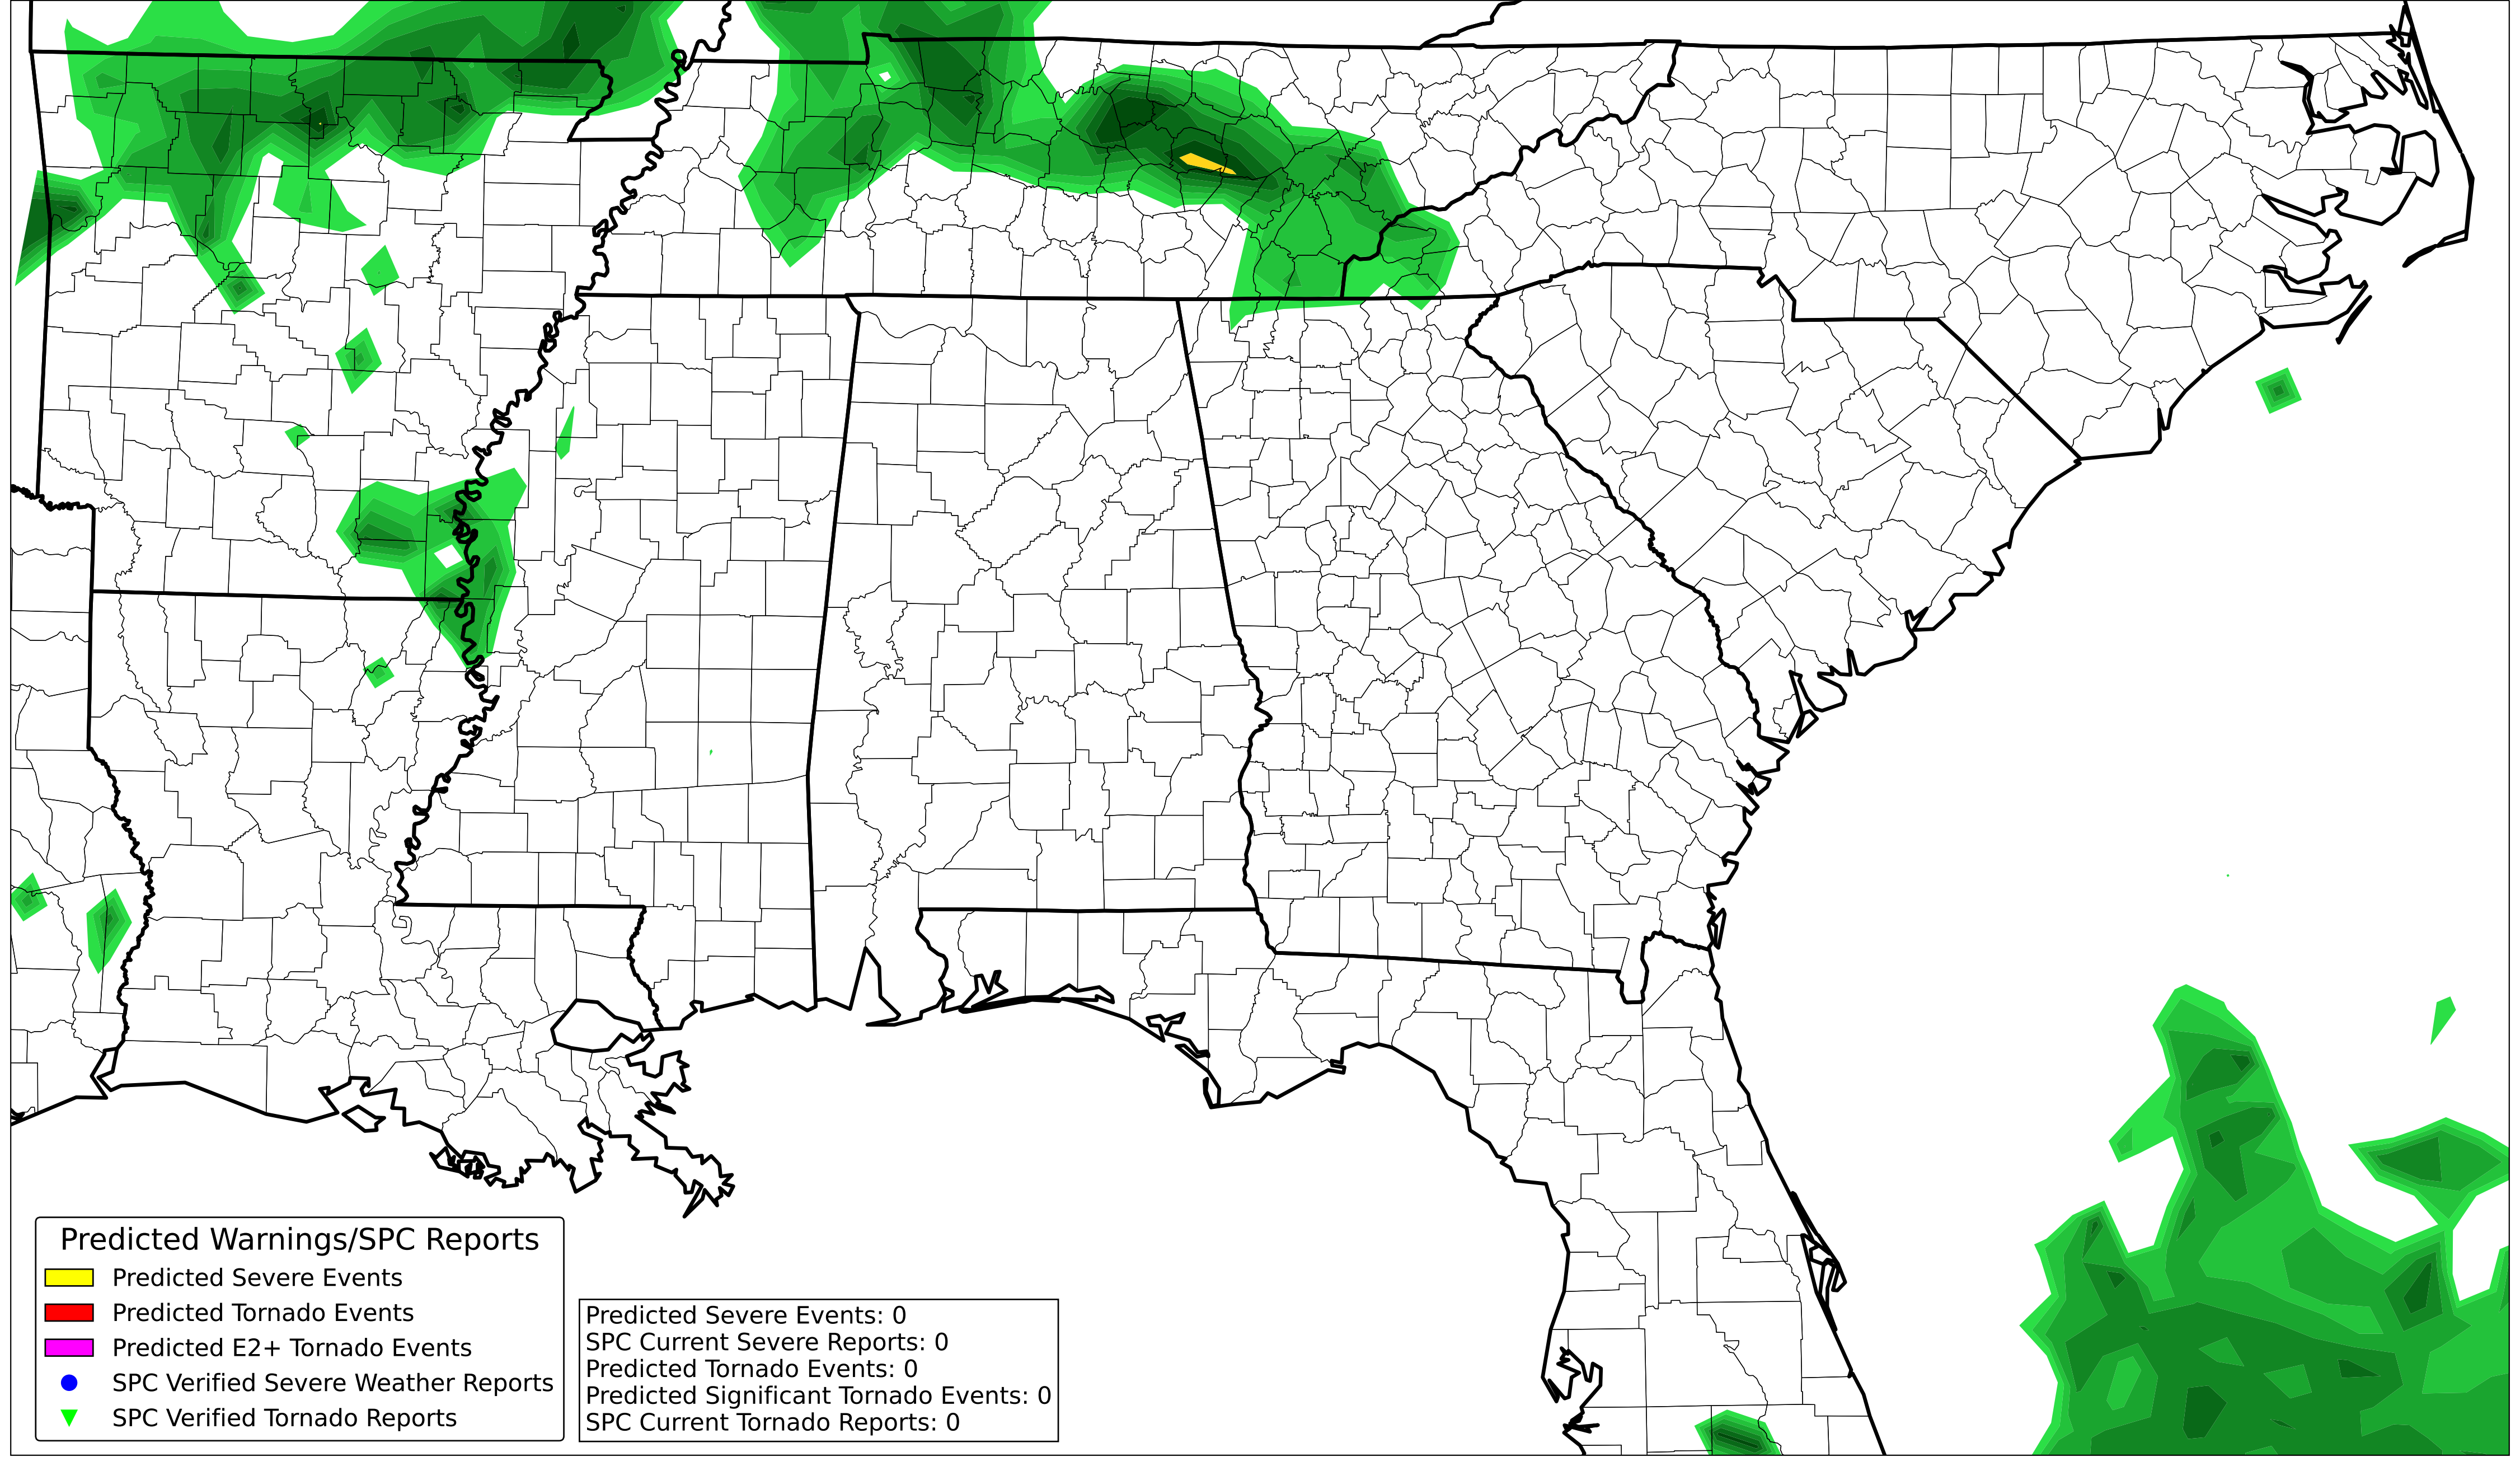 Predicted Warnings/SPC Reports
Predicted Severe Events
Predicted Tornado Events
Predicted E2+ Tornado Events
SPC Verified Severe Weather Reports
SPC Verified Tornado Reports
Predicted Severe Events: 0
SPC Current Severe Reports: 0
Predicted Tornado Events: 0
Predicted Significant Tornado Events: 0
SPC Current Tornado Reports: 0